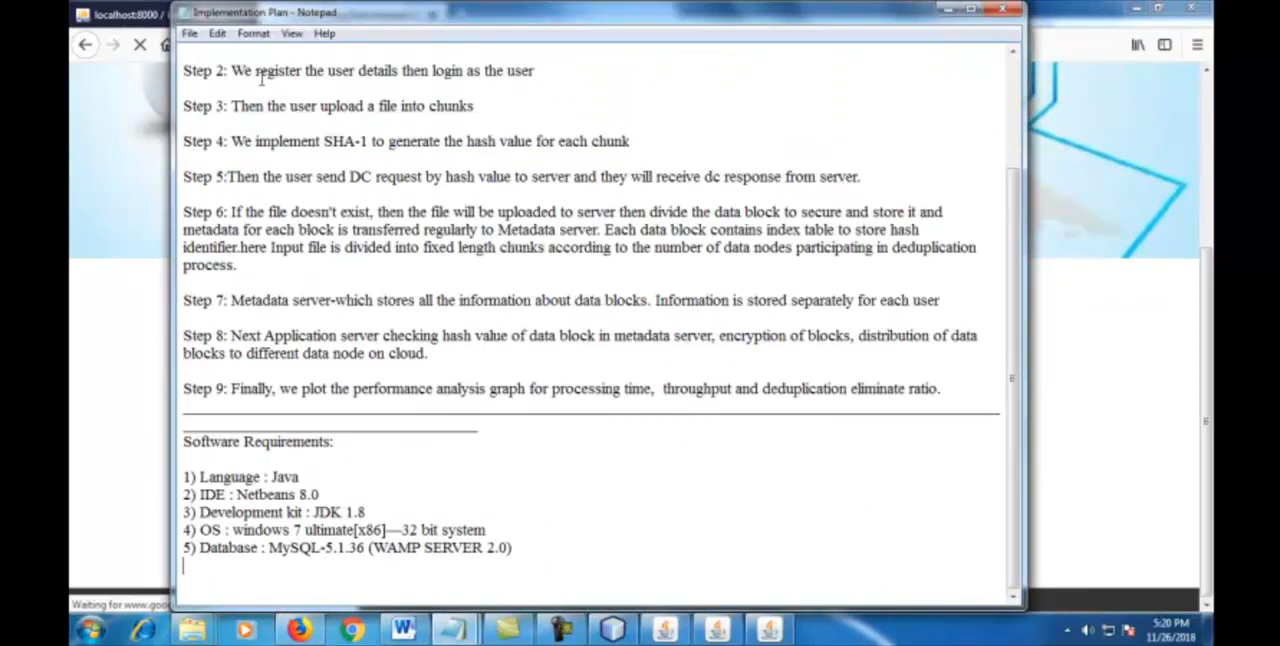 localhost:8000 /
Implementation Plan - Notepad
File Edit Format View Help
Step 2: We register the user details then login as the user
Step 3: Then the user upload a file into chunks
Step 4: We implement SHA-1 to generate the hash value for each chunk
Step 5:Then the user send DC request by hash value to server and they will receive dc response from server.
Step 6: If the file doesn't exist, then the file will be uploaded to server then divide the data block to secure and store it and
metadata for each block is transferred regularly to Metadata server. Each data block contains index table to store hash
identifier.here Input file is divided into fixed length chunks according to the number of data nodes participating in deduplication
process.
Step 7: Metadata server-which stores all the information about data blocks. Information is stored separately for each user
Step 8: Next Application server checking hash value of data block in metadata server, encryption of blocks, distribution of data
blocks to different data node on cloud.
Step 9: Finally, we plot the performance analysis graph for processing time,  throughput and deduplication eliminate ratio.
Software Requirements:
1) Language : Java
2) IDE : Netbeans 8.0
3) Development kit : JDK 1.8
4) OS : windows 7 ultimate[x86]—32 bit system
5) Database : MySQL-5.1.36 (WAMP SERVER 2.0)
Waiting for www.goo
5:20 PM
11/26/2018